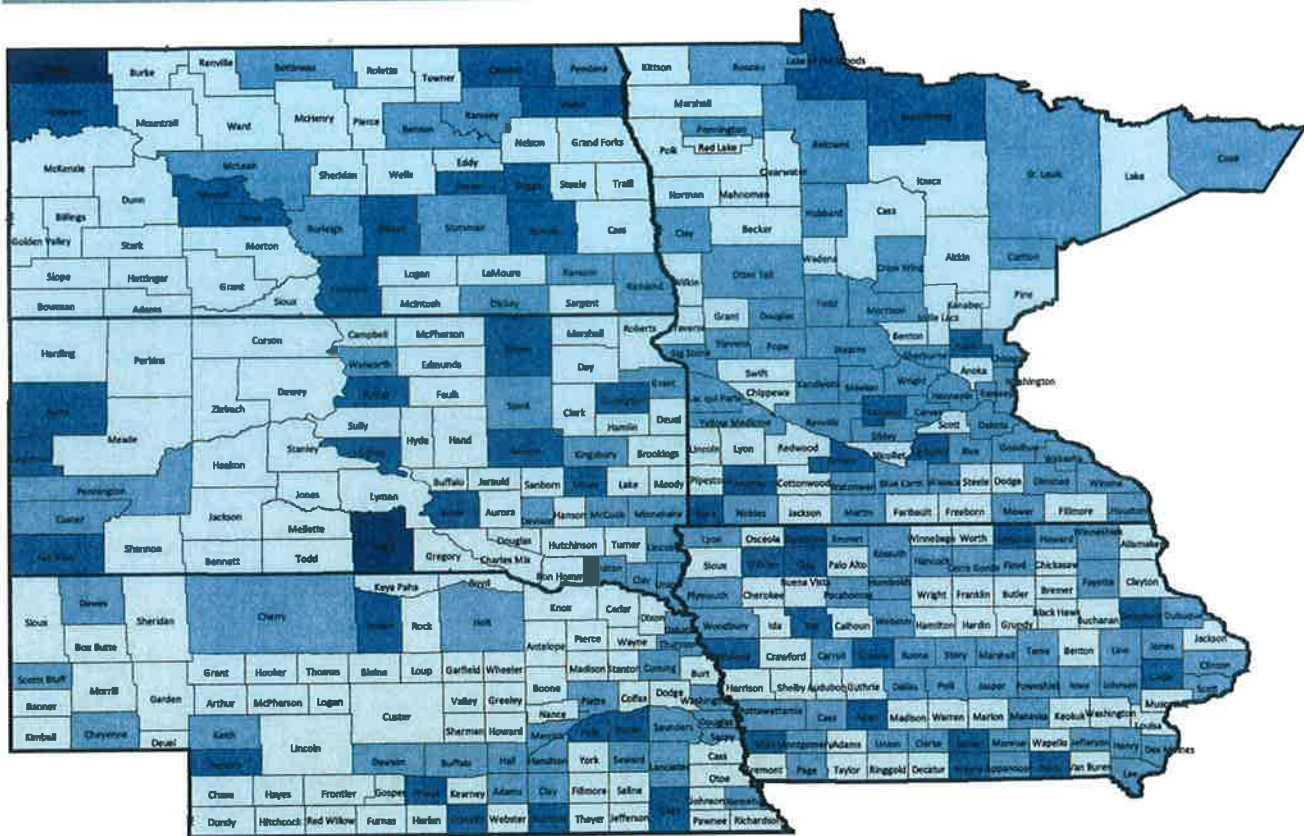 Burke
Renville
Bottineau
Rolette
Towner
Cavalier
Pembina
Mountrail
Ward
McHenry
Pierce
Benson
Ramsey
Walsh
McKenzie
McLean
Sheridan
Wells
Eddy
Nelson
Grand Forks
Billings
Dunn
Griggs
Steele
Traill
Golden Valley
Stark
Morton
Burleigh
Stutsman
Cass
Slope
Hettinger
Grant
Logan
LaMoure
Ransom
Richland
Bowman
Adams
Sioux
McIntosh
Dickey
Sargent
Kittson
Roseau
Lake of the Woods
Marshall
Pennington
Red Lake
Polk
Beltrami
Clearwater
Itasca
St. Louis
Lake
Cook
Norman
Mahnomen
Hubbard
Cass
Clay
Becker
Wadena
Crow Wing
Aitkin
Carlton
Wilkin
Otter Tail
Todd
Morrison
Pine
Grant
Douglas
Kanabec
Mille Lacs
Benton
Traverse
Big Stone
Stevens
Pope
Stearns
Sherburne
Anoka
Swift
Kandiyohi
Meeker
Wright
Hennepin
Ramsey
Washington
Chippewa
Lac qui Parle
Carver
Yellow Medicine
Renville
Sibley
Scott
Dakota
Lincoln
Lyon
Redwood
Nicollet
Rice
Goodhue
Wabasha
Pipestone
Cottonwood
Watonwan
Blue Earth
Waseca
Steele
Dodge
Olmsted
Winona
Nobles
Jackson
Martin
Faribault
Freeborn
Mower
Fillmore
Houston
Harding
Perkins
Corson
Campbell
McPherson
Marshall
Roberts
Walworth
Edmunds
Day
Dewey
Ziebach
Faulk
Spink
Grant
Clark
Meade
Sully
Hyde
Hand
Hamlin
Deuel
Haakon
Stanley
Kingsbury
Brookings
Pennington
Jones
Lyman
Buffalo
Jerauld
Sanborn
Lake
Moody
Custer
Jackson
Aurora
Davison
Hanson
McCook
Minnehaha
Shannon
Mellette
Bennett
Todd
Gregory
Douglas
Charles Mix
Hutchinson
Turner
Lincoln
Bon Homme
Clay
Union
Sioux
Dawes
Sheridan
Cherry
Keya Paha
Boyd
Rock
Holt
Knox
Cedar
Dixon
Box Butte
Antelope
Pierce
Wayne
Scotts Bluff
Morrill
Garden
Grant
Hooker
Thomas
Blaine
Loup
Garfield
Wheeler
Madison
Stanton
Cuming
Burt
Banner
Arthur
McPherson
Logan
Custer
Valley
Greeley
Boone
Nance
Platte
Colfax
Dodge
Washington
Kimball
Cheyenne
Deuel
Keith
Lincoln
Sherman
Howard
Merrick
Polk
Saunders
Douglas
Sarpy
Dawson
Buffalo
Hall
Hamilton
York
Seward
Lancaster
Cass
Otoe
Chase
Hayes
Frontier
Gosper
Kearney
Adams
Clay
Fillmore
Saline
Johnson
Nemaha
Dundy
Hitchcock
Red Willow
Furnas
Harlan
Webster
Thayer
Jefferson
Pawnee
Richardson
Lyon
Osceola
Emmet
Winnebago
Worth
Howard
Winneshiek
Allamakee
Sioux
Palo Alto
Kossuth
Hancock
Cerro Gordo
Floyd
Chickasaw
Plymouth
Cherokee
Buena Vista
Pocahontas
Humboldt
Wright
Franklin
Butler
Bremer
Fayette
Clayton
Woodbury
Ida
Calhoun
Webster
Hamilton
Hardin
Grundy
Black Hawk
Buchanan
Dubuque
Crawford
Carroll
Boone
Story
Marshall
Tama
Benton
Linn
Jones
Jackson
Clinton
Harrison
Shelby
Audubon
Guthrie
Dallas
Polk
Jasper
Poweshiek
Iowa
Johnson
Scott
Pottawattamie
Cass
Madison
Warren
Marion
Mahaska
Keokuk
Washington
Louisa
Montgomery
Adams
Union
Clarke
Monroe
Wapello
Jefferson
Henry
Des Moines
Fremont
Page
Taylor
Ringgold
Decatur
Van Buren
Lee